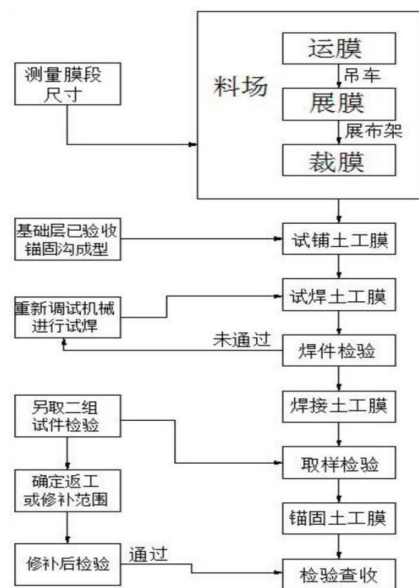 运膜
吊车
测量膜段
尺寸
料场
展膜
展布架
裁膜
基础层已验收
锚固沟成型
试铺土工膜
重新调试机械
进行试焊
试焊土工膜
未通过
焊件检验
另取二组
试件检验
焊接土工膜
取样检验
确定返工
或修补范围
锚固土工膜
修补后检验
通过
检验查收